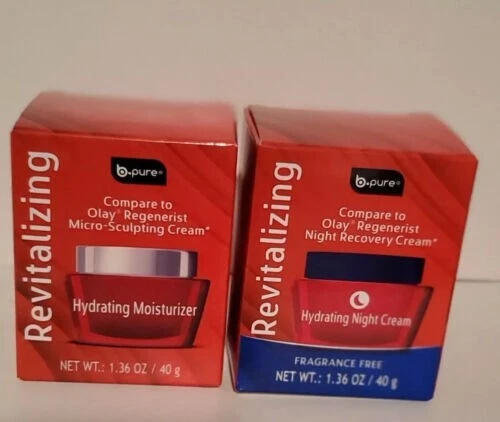 Revitalizing
b.pure®
Compare to
Olay® Regenerist
Micro-Sculpting Cream*
Hydrating Moisturizer
NET WT.: 1.36 OZ / 40 g
Revitalizing
b.pure®
Compare to
Olay® Regenerist
Night Recovery Cream*
Hydrating Night Cream
FRAGRANCE FREE
NET WT.: 1.36 OZ / 40 g